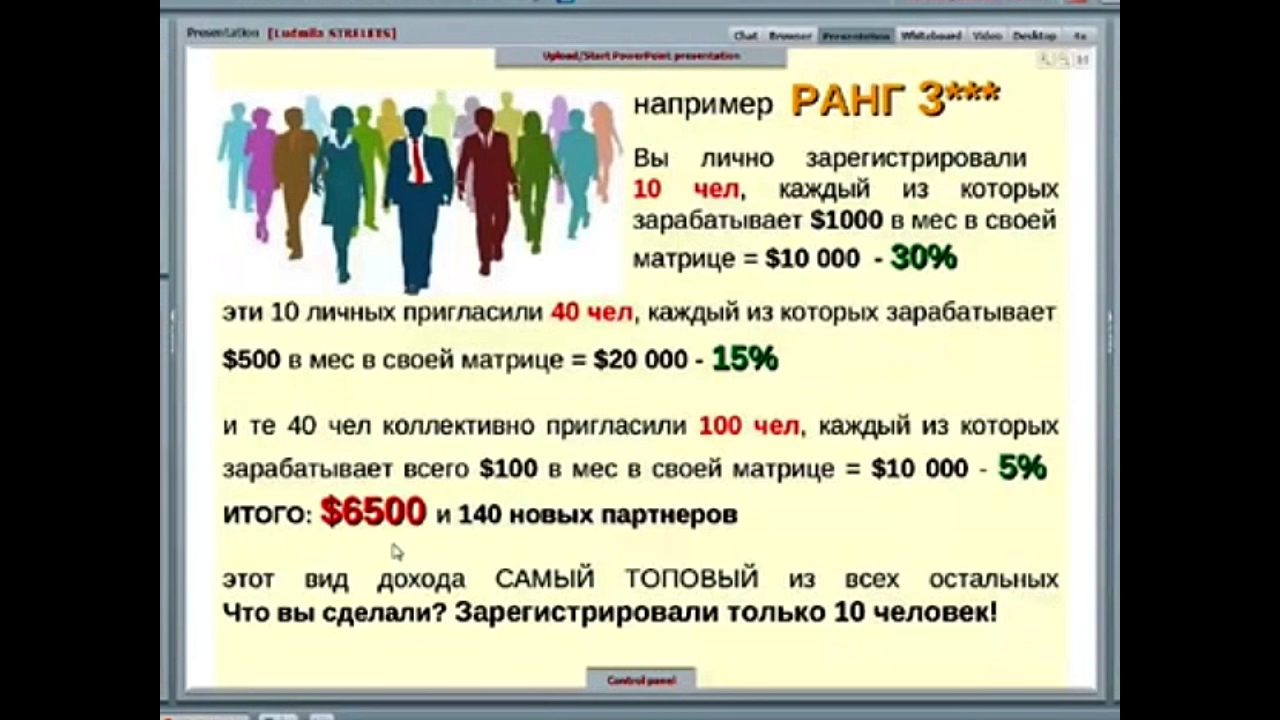 Presentation [Ludmila STRELETS]
Chat Browser Presentation Whiteboard Video Desktop 4x
Upload/Start PowerPoint presentation
например РАНГ 3***
Вы лично зарегистрировали
10 чел, каждый из которых
зарабатывает $1000 в мес в своей
матрице = $10 000 - 30%
эти 10 личных пригласили 40 чел, каждый из которых зарабатывает
$500 в мес в своей матрице = $20 000 - 15%
и те 40 чел коллективно пригласили 100 чел, каждый из которых
зарабатывает всего $100 в мес в своей матрице = $10 000 - 5%
ИТОГО: $6500 и 140 новых партнеров
этот вид дохода САМЫЙ ТОПОВЫЙ из всех остальных
Что вы сделали? Зарегистрировали только 10 человек!
Control panel